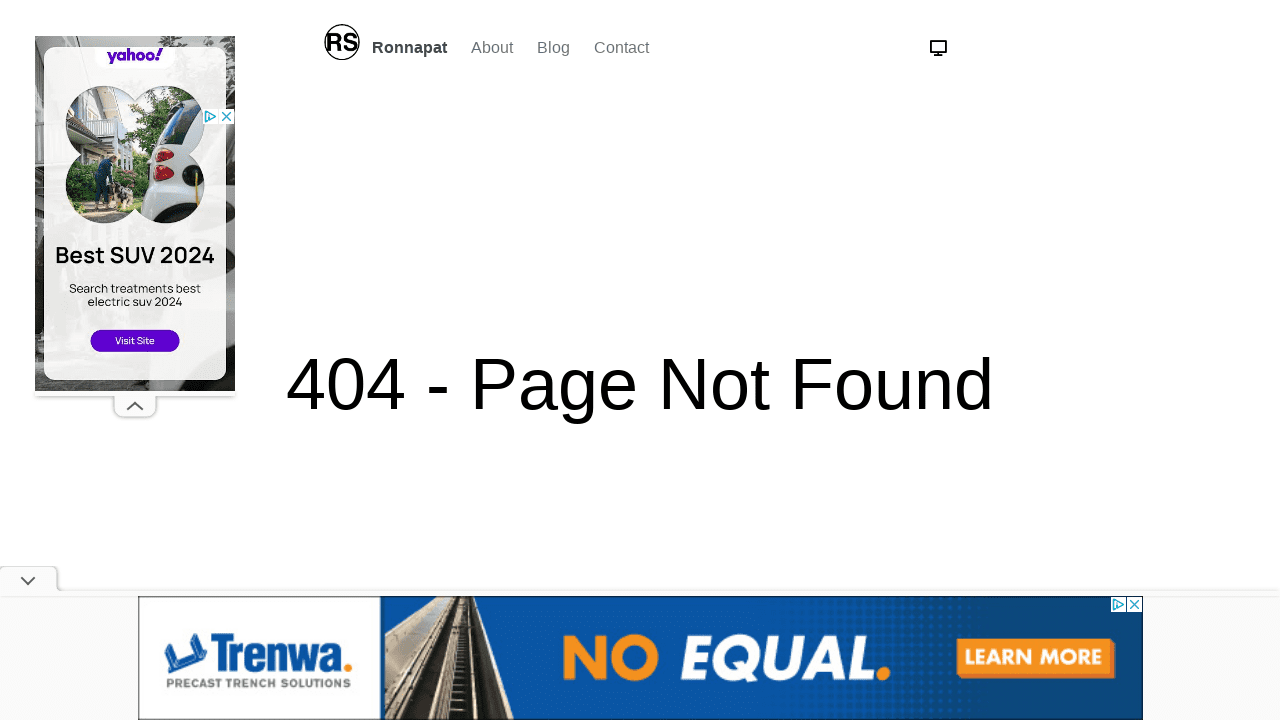 RS Ronnapat About Blog Contact
yahoo!
Best SUV 2024
Search treatments best
electric suv 2024
Visit Site
404 - Page Not Found
Trenwa.
PRECAST TRENCH SOLUTIONS
NO EQUAL.
LEARN MORE